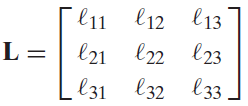 L = [ ℓ11 ℓ12 ℓ13
ℓ21 ℓ22 ℓ23
ℓ31 ℓ32 ℓ33 ]